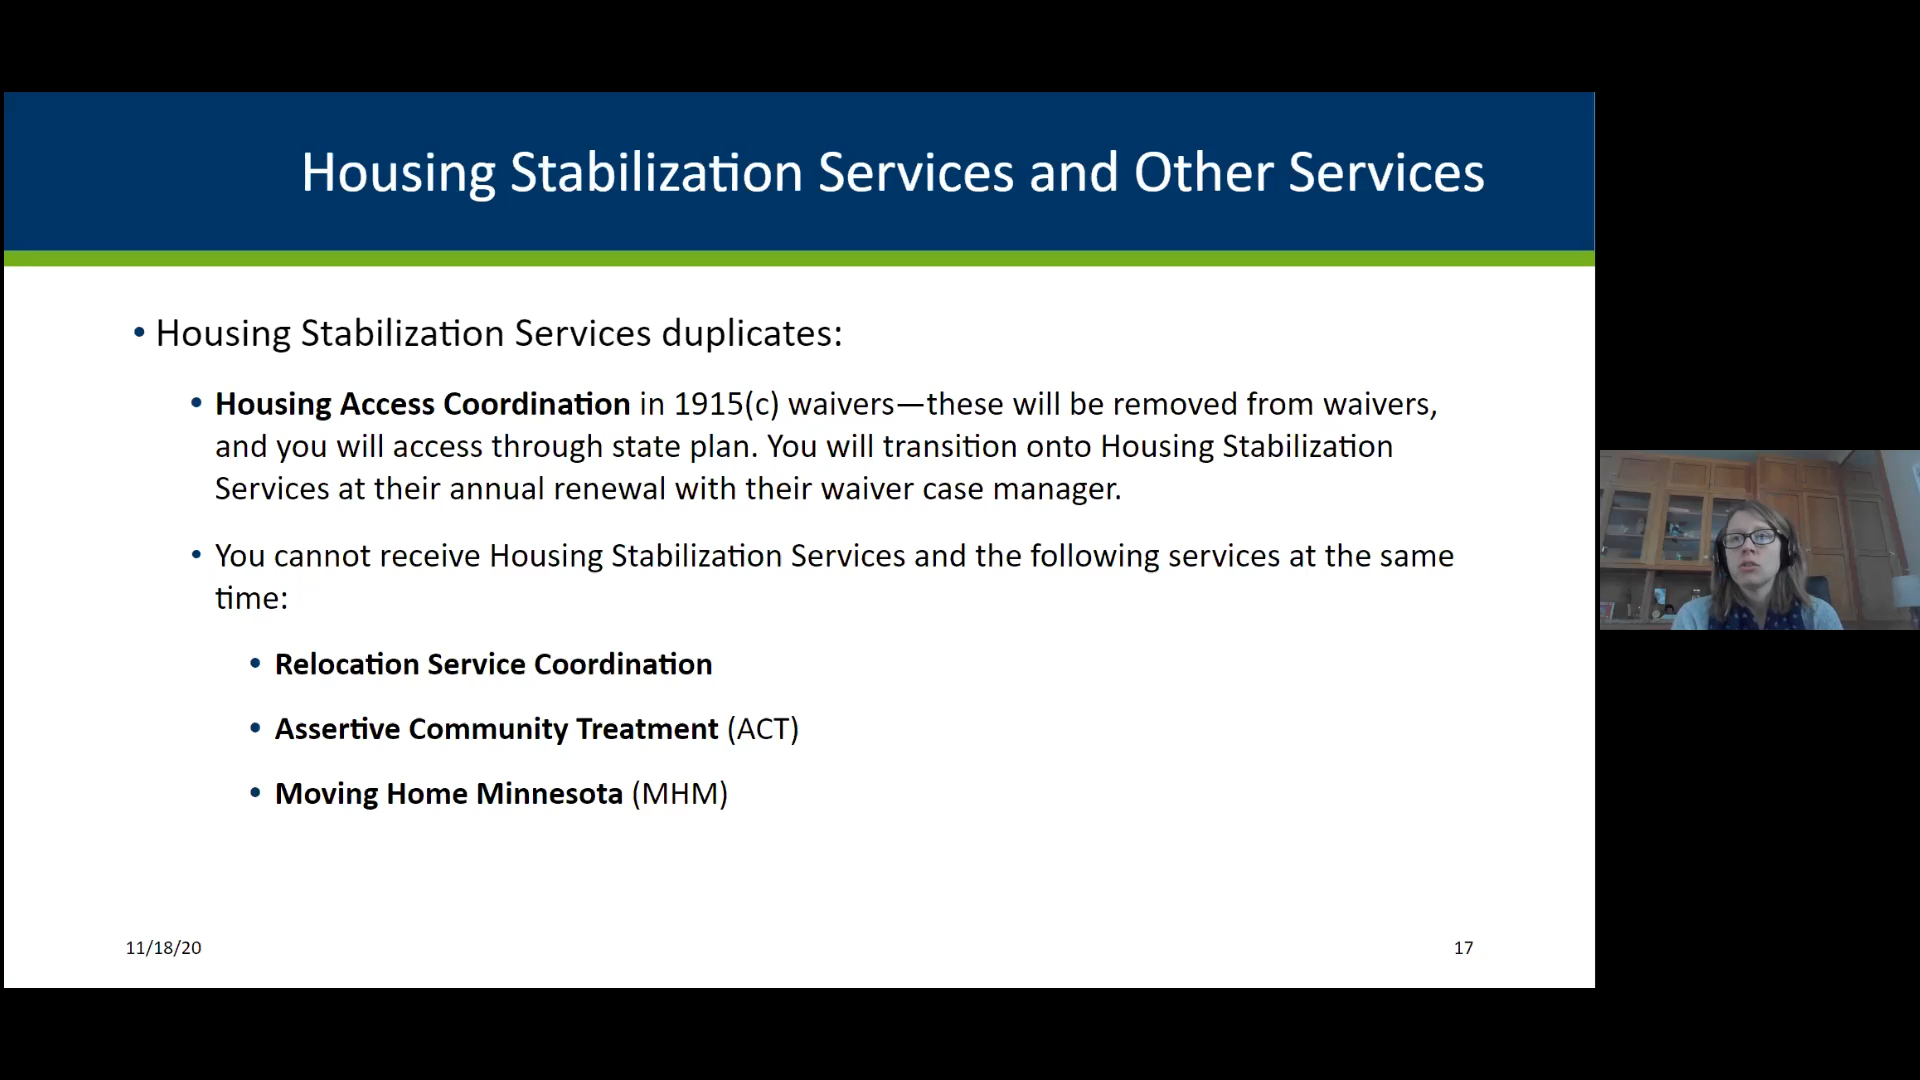 Housing Stabilization Services and Other Services
• Housing Stabilization Services duplicates:
• Housing Access Coordination in 1915(c) waivers—these will be removed from waivers,
and you will access through state plan. You will transition onto Housing Stabilization
Services at their annual renewal with their waiver case manager.
• You cannot receive Housing Stabilization Services and the following services at the same
time:
• Relocation Service Coordination
• Assertive Community Treatment (ACT)
• Moving Home Minnesota (MHM)
11/18/20
17